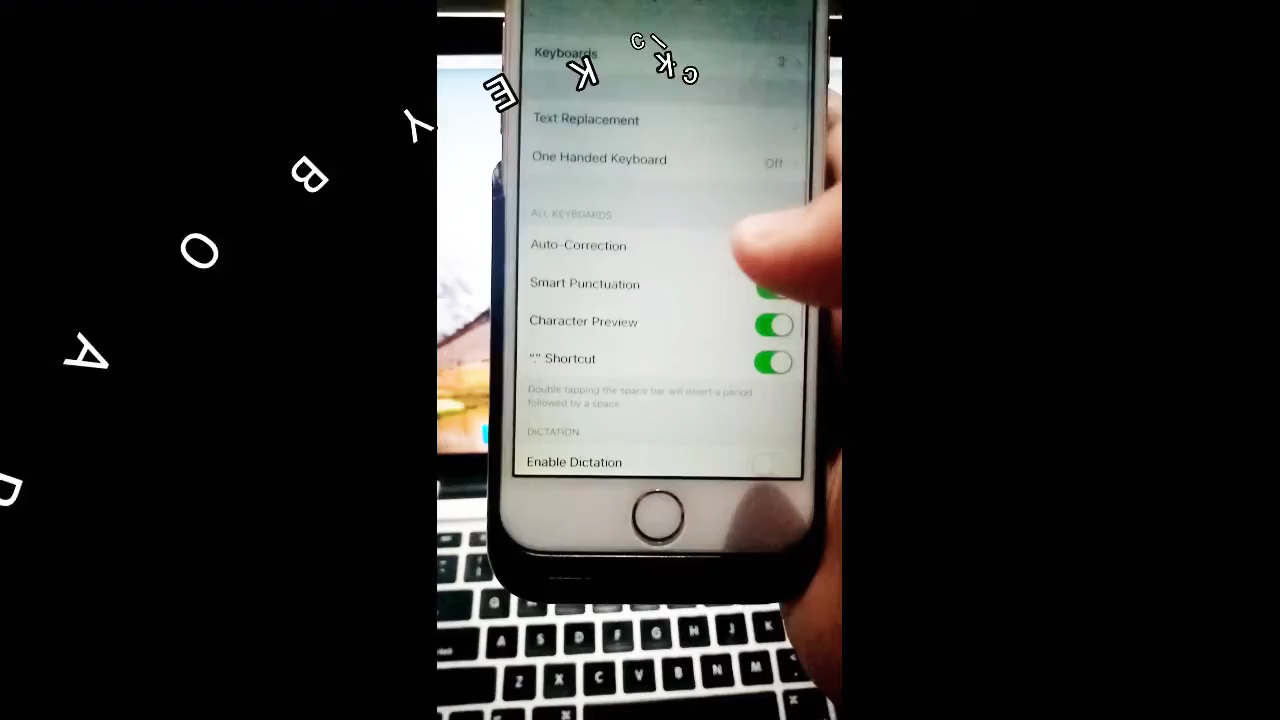 Keyboards 3
Text Replacement
One Handed Keyboard Off
ALL KEYBOARDS
Auto-Correction
Smart Punctuation
Character Preview
“.” Shortcut
Double tapping the space bar will insert a period
followed by a space
DICTATION
Enable Dictation
C
l
C
K
K
E
Y
B
O
A
R
G
A S D F G H J K
Z X C V B N M